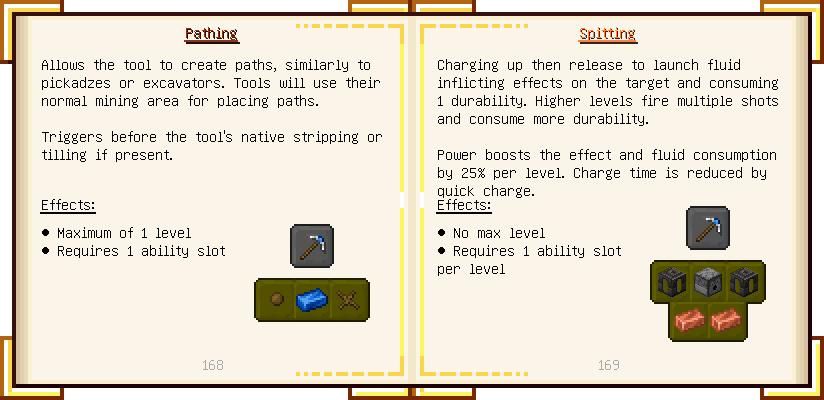 Pathing
Allows the tool to create paths, similarly to
pickadzes or excavators. Tools will use their
normal mining area for placing paths.
Triggers before the tool's native stripping or
tilling if present.
Effects:
● Maximum of 1 level
● Requires 1 ability slot
168
Spitting
Charging up then release to launch fluid
inflicting effects on the target and consuming
1 durability. Higher levels fire multiple shots
and consume more durability.
Power boosts the effect and fluid consumption
by 25% per level. Charge time is reduced by
quick charge.
Effects:
● No max level
● Requires 1 ability slot
per level
169